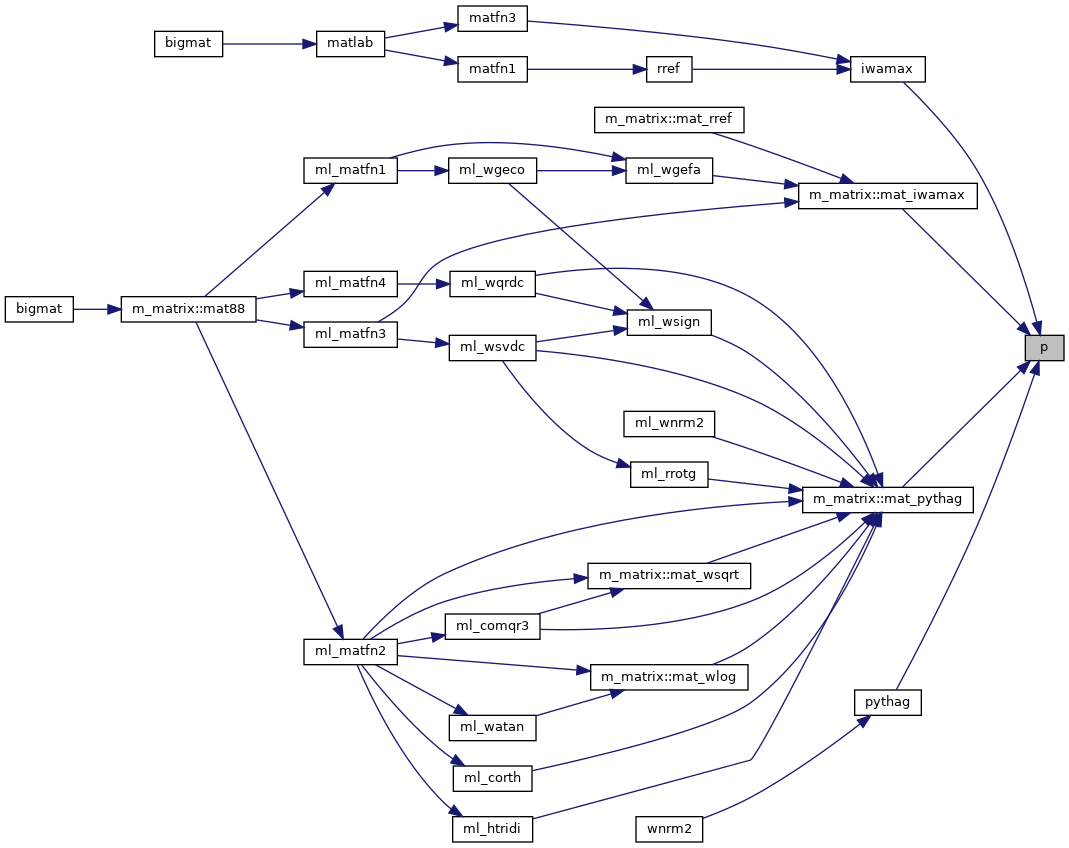 matfn3
bigmat
matlab
matfn1
rref
iwamax
m_matrix::mat_rref
ml_matfn1
ml_wgeco
ml_wgefa
m_matrix::mat_iwamax
ml_matfn4
ml_wqrdc
bigmat
m_matrix::mat88
ml_matfn3
ml_wsign
ml_wsvdc
p
ml_wnrm2
ml_rrotg
m_matrix::mat_pythag
m_matrix::mat_wsqrt
ml_comqr3
ml_matfn2
m_matrix::mat_wlog
pythag
ml_watan
ml_corth
ml_htridi
wnrm2